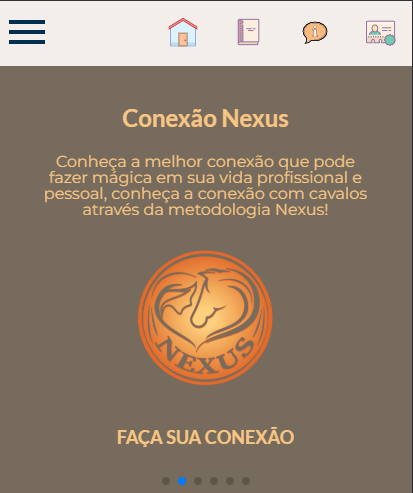 Conexão Nexus
Conheça a melhor conexão que pode
fazer mágica em sua vida profissional e
pessoal, conheça a conexão com cavalos
através da metodologia Nexus!
NEXUS
FAÇA SUA CONEXÃO